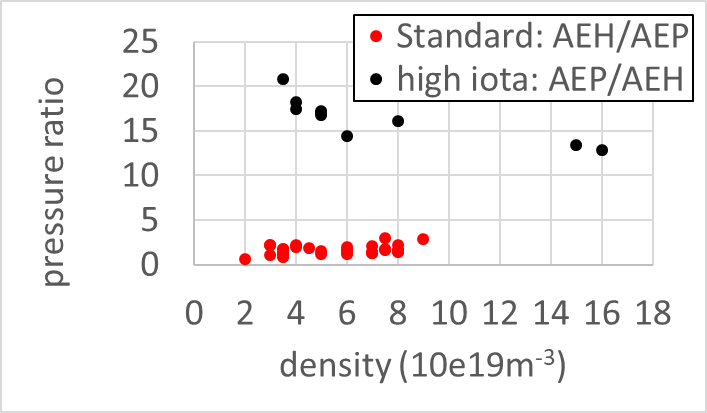 Standard: AEH/AEP
high iota: AEP/AEH
pressure ratio
25
20
15
10
5
0
0 2 4 6 8 10 12 14 16 18
density (10e19m⁻³)